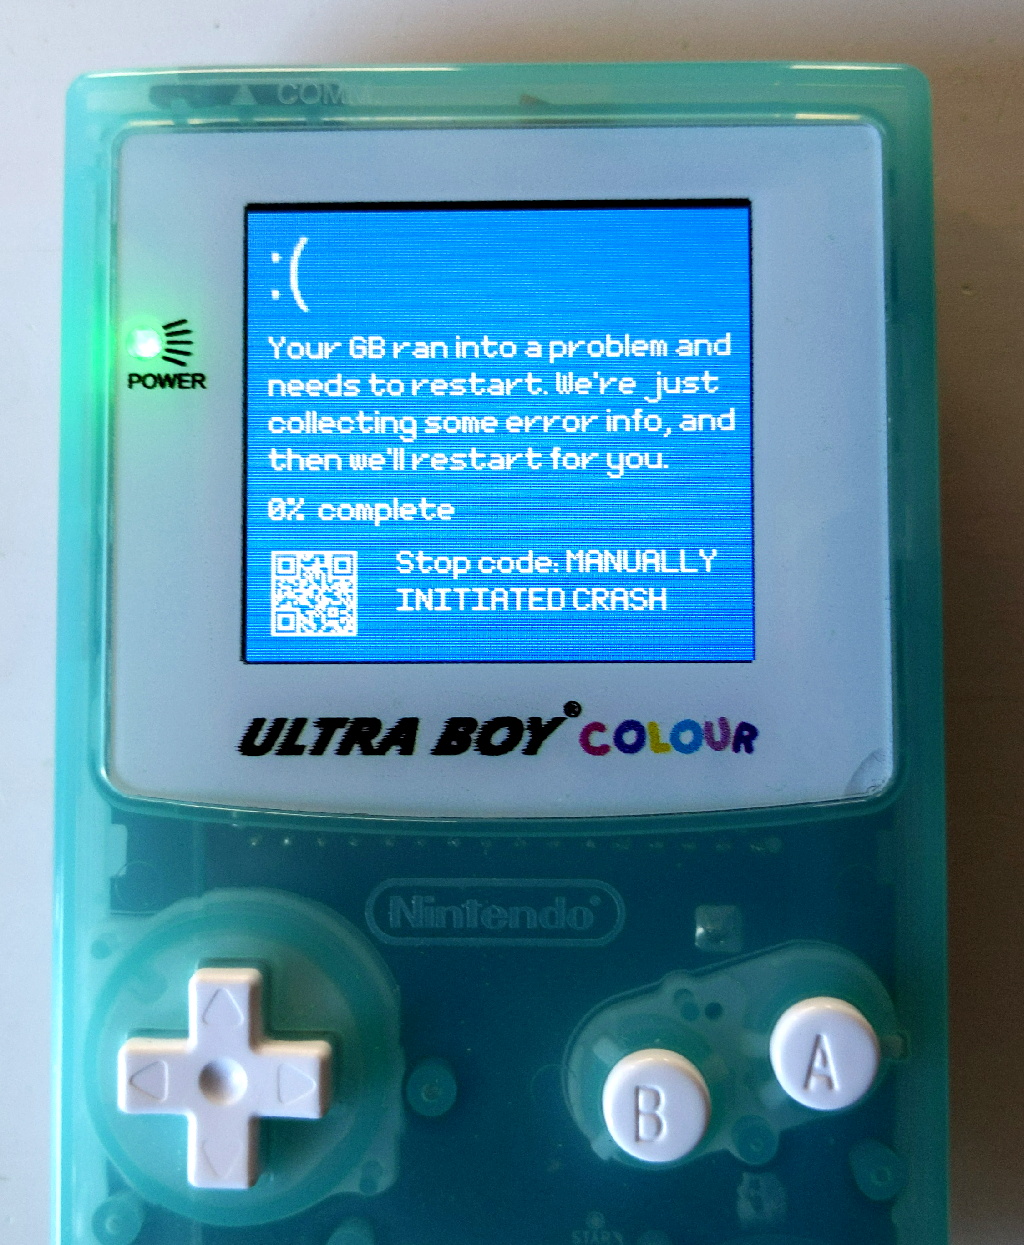 :(
Your GB ran into a problem and
needs to restart. We're just
collecting some error info, and
then we'll restart for you.
0% complete
Stop code: MANUALLY
INITIATED CRASH
POWER
ULTRA BOY® COLOUR
Nintendo®
B
A